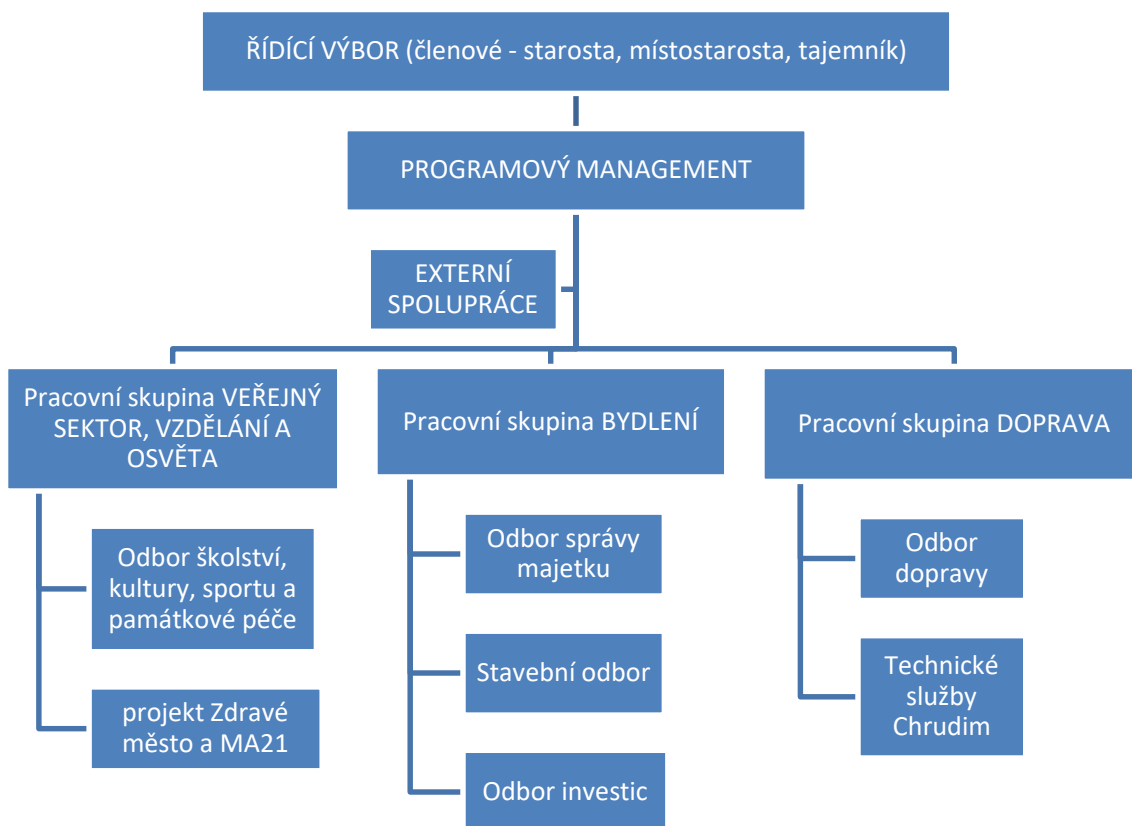 ŘÍDÍCÍ VÝBOR (členové - starosta, místostarosta, tajemník)
PROGRAMOVÝ MANAGEMENT
EXTERNÍ
SPOLUPRÁCE
Pracovní skupina VEŘEJNÝ
SEKTOR, VZDĚLÁNÍ A
OSVĚTA
Odbor školství,
kultury, sportu a
památkové péče
projekt Zdravé
město a MA21
Pracovní skupina BYDLENÍ
Odbor správy
majetku
Stavební odbor
Odbor investic
Pracovní skupina DOPRAVA
Odbor
dopravy
Technické
služby
Chrudim